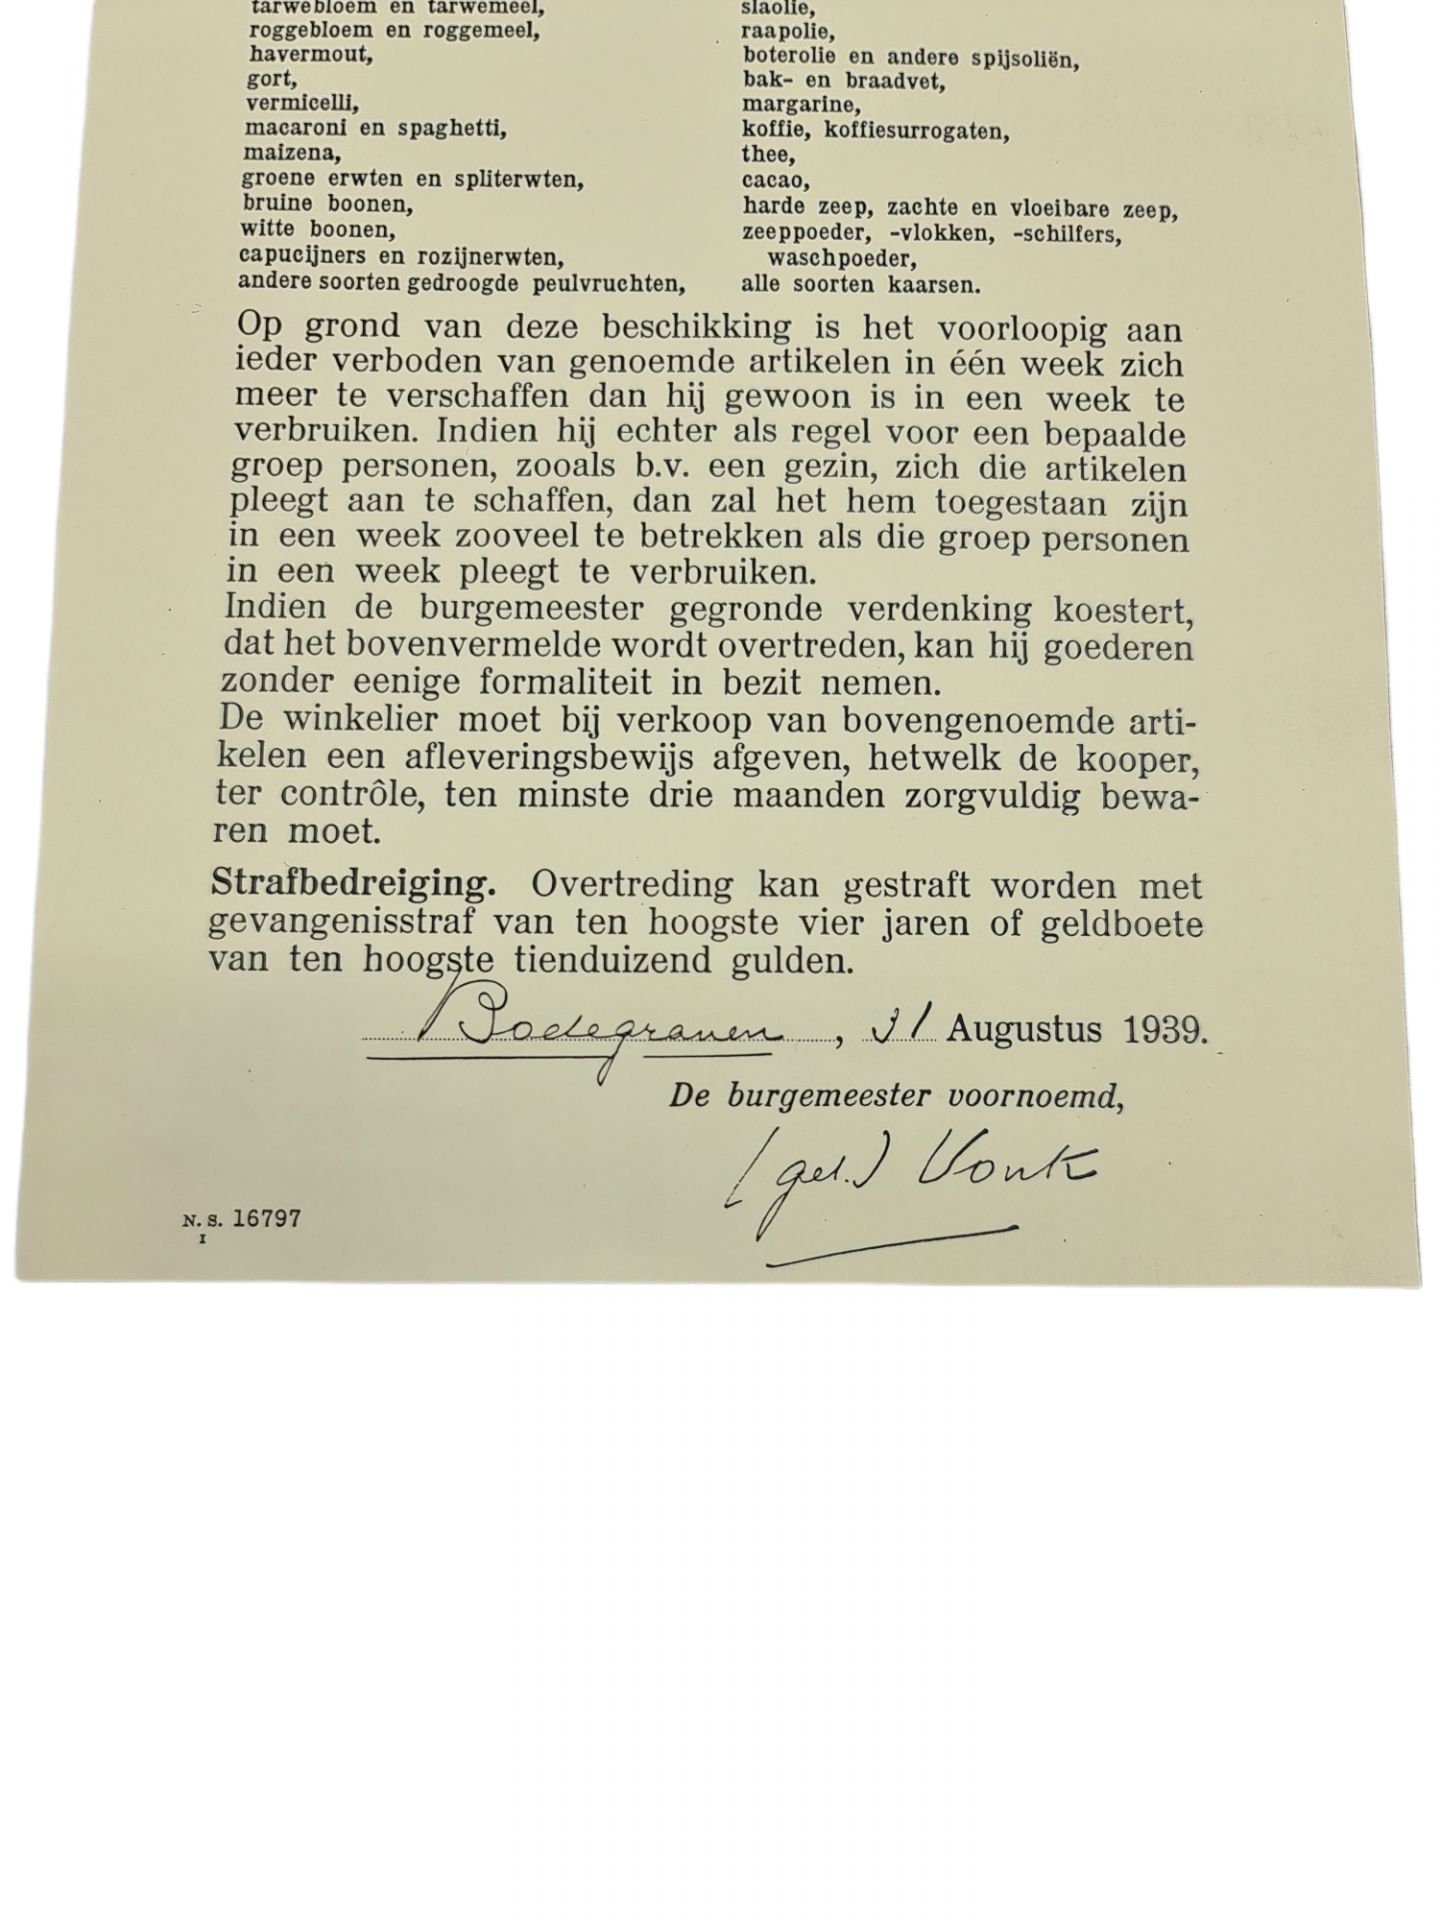 tarwebloem en tarwemeel,
roggebloem en roggemeel,
havermout,
gort,
vermicelli,
macaroni en spaghetti,
maizena,
groene erwten en spliterwten,
bruine boonen,
witte boonen,
capucijners en rozijnerwten,
andere soorten gedroogde peulvruchten,
slaolie,
raapolie,
boterolie en andere spijsoliën,
bak- en braadvet,
margarine,
koffie, koffiesurrogaten,
thee,
cacao,
harde zeep, zachte en vloeibare zeep,
zeeppoeder, -vlokken, -schilfers,
waschpoeder,
alle soorten kaarsen.
Op grond van deze beschikking is het voorloopig aan
ieder verboden van genoemde artikelen in één week zich
meer te verschaffen dan hij gewoon is in een week te
verbruiken. Indien hij echter als regel voor een bepaalde
groep personen, zooals b.v. een gezin, zich die artikelen
pleegt aan te schaffen, dan zal het hem toegestaan zijn
in een week zooveel te betrekken als die groep personen
in een week pleegt te verbruiken.
Indien de burgemeester gegronde verdenking koestert,
dat het bovenvermelde wordt overtreden, kan hij goederen
zonder eenige formaliteit in bezit nemen.
De winkelier moet bij verkoop van bovengenoemde arti-
kelen een afleveringsbewijs afgeven, hetwelk de kooper,
ter contrôle, ten minste drie maanden zorgvuldig bewa-
ren moet.
Strafbedreiging. Overtreding kan gestraft worden met
gevangenisstraf van ten hoogste vier jaren of geldboete
van ten hoogste tienduizend gulden.
Bodegraven, 31 Augustus 1939.
De burgemeester voornoemd,
(get.) Vonk
N. S. 16797
I